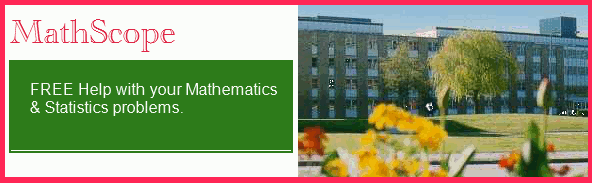 MathScope
FREE Help with your Mathematics
& Statistics problems.